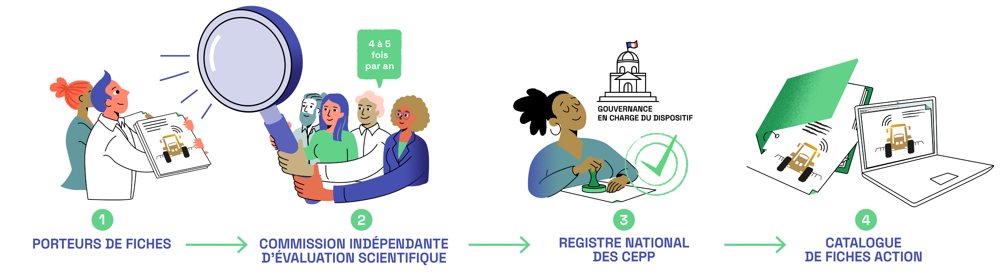 4 à 5
fois
par an
GOUVERNANCE
EN CHARGE DU DISPOSITIF
1
PORTEURS DE FICHES
2
COMMISSION INDÉPENDANTE
D'ÉVALUATION SCIENTIFIQUE
3
REGISTRE NATIONAL
DES CEPP
4
CATALOGUE
DE FICHES ACTION